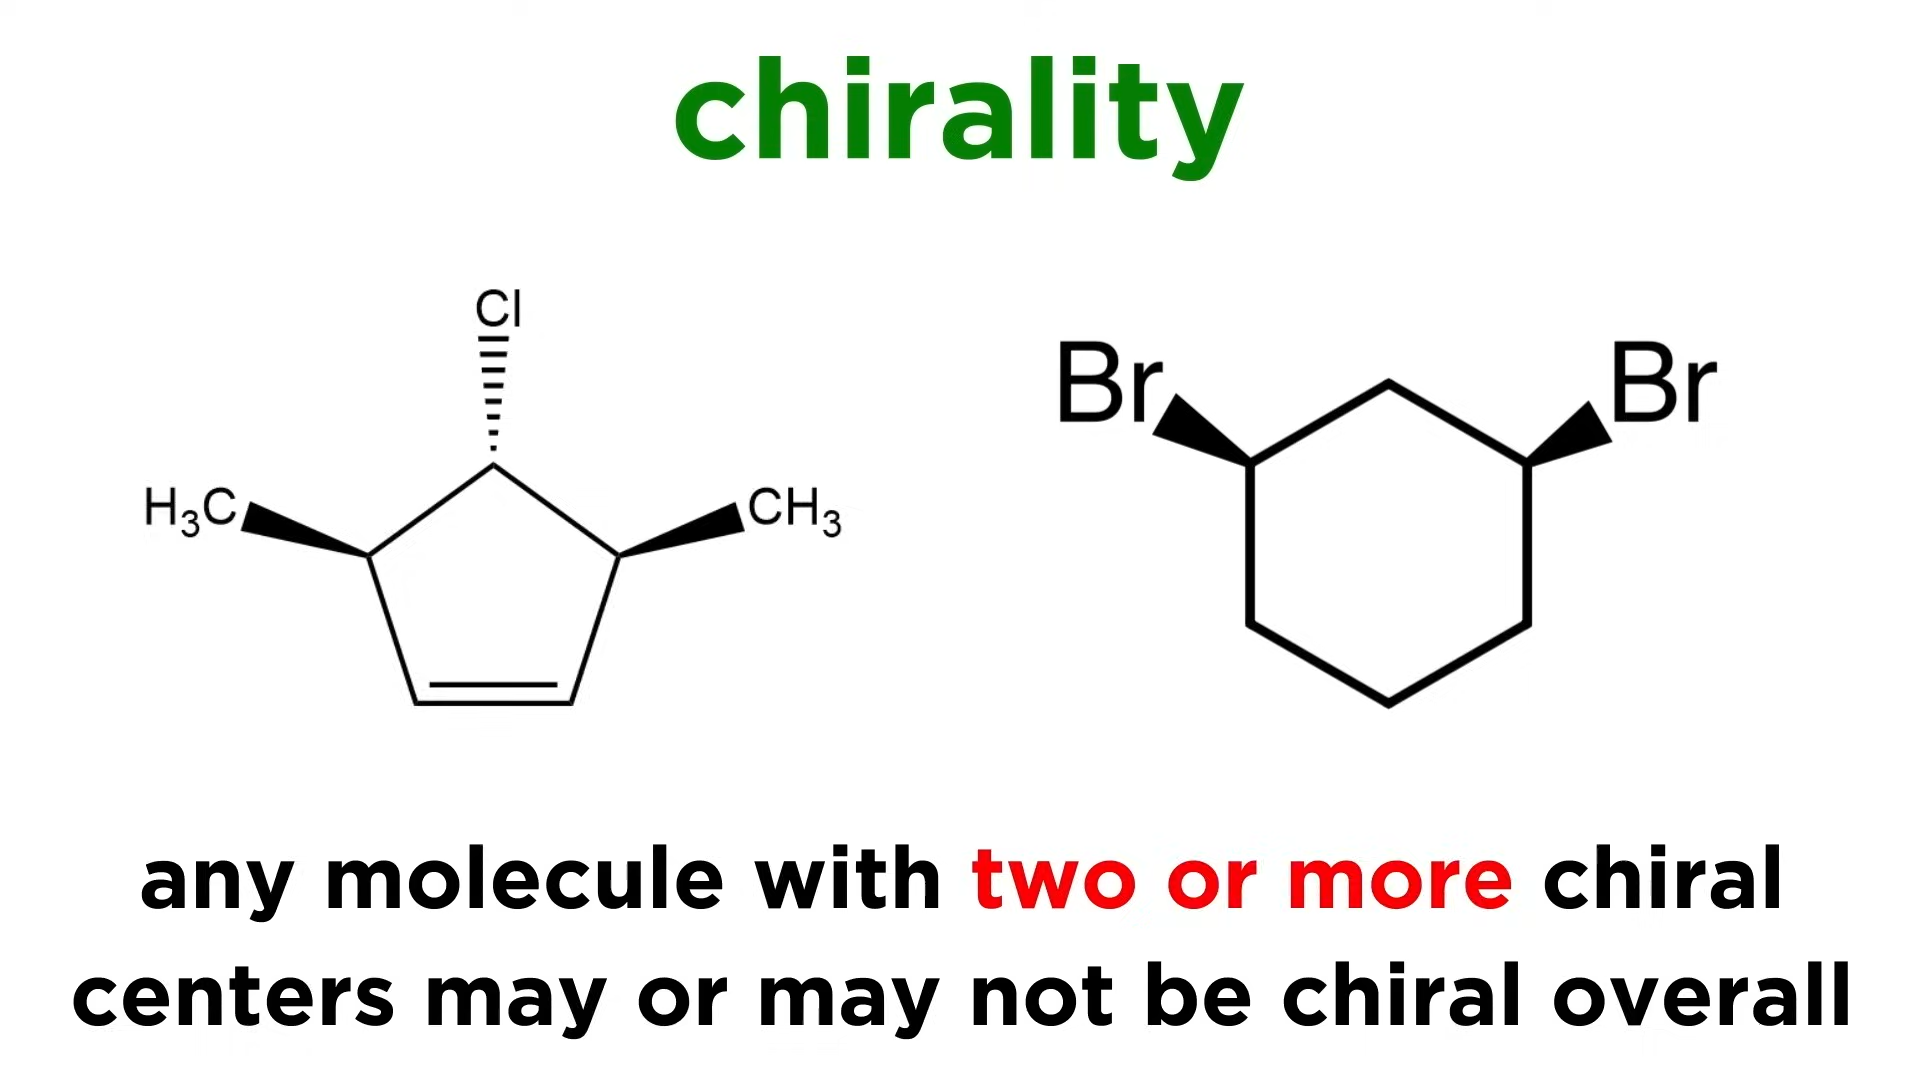 chirality
Cl
H₃C
CH₃
Br
Br
any molecule with two or more chiral
centers may or may not be chiral overall